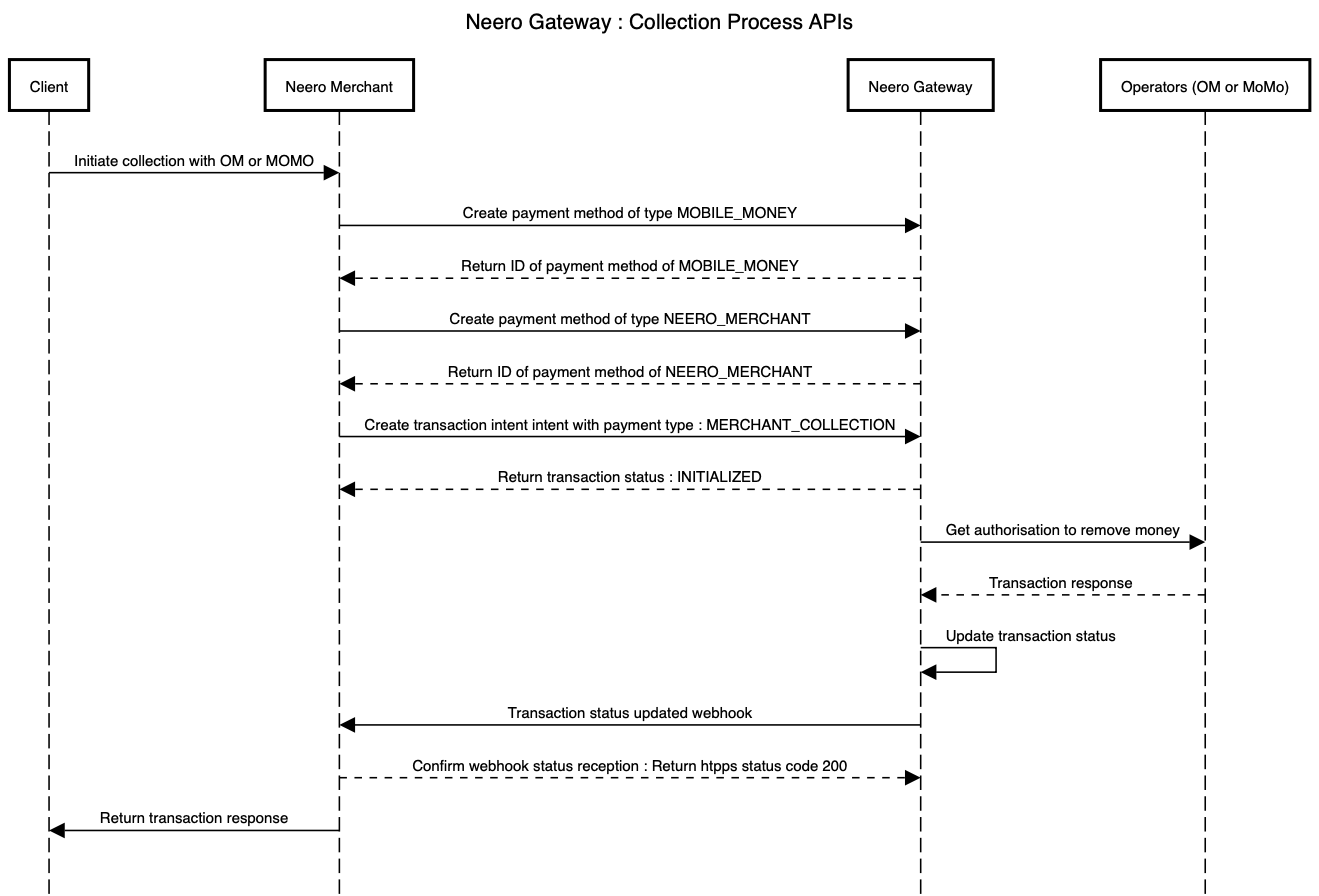 Neero Gateway : Collection Process APIs
Client
Neero Merchant
Neero Gateway
Operators (OM or MoMo)
Initiate collection with OM or MOMO
Create payment method of type MOBILE_MONEY
Return ID of payment method of MOBILE_MONEY
Create payment method of type NEERO_MERCHANT
Return ID of payment method of NEERO_MERCHANT
Create transaction intent intent with payment type : MERCHANT_COLLECTION
Return transaction status : INITIALIZED
Get authorisation to remove money
Transaction response
Update transaction status
Transaction status updated webhook
Confirm webhook status reception : Return htpps status code 200
Return transaction response